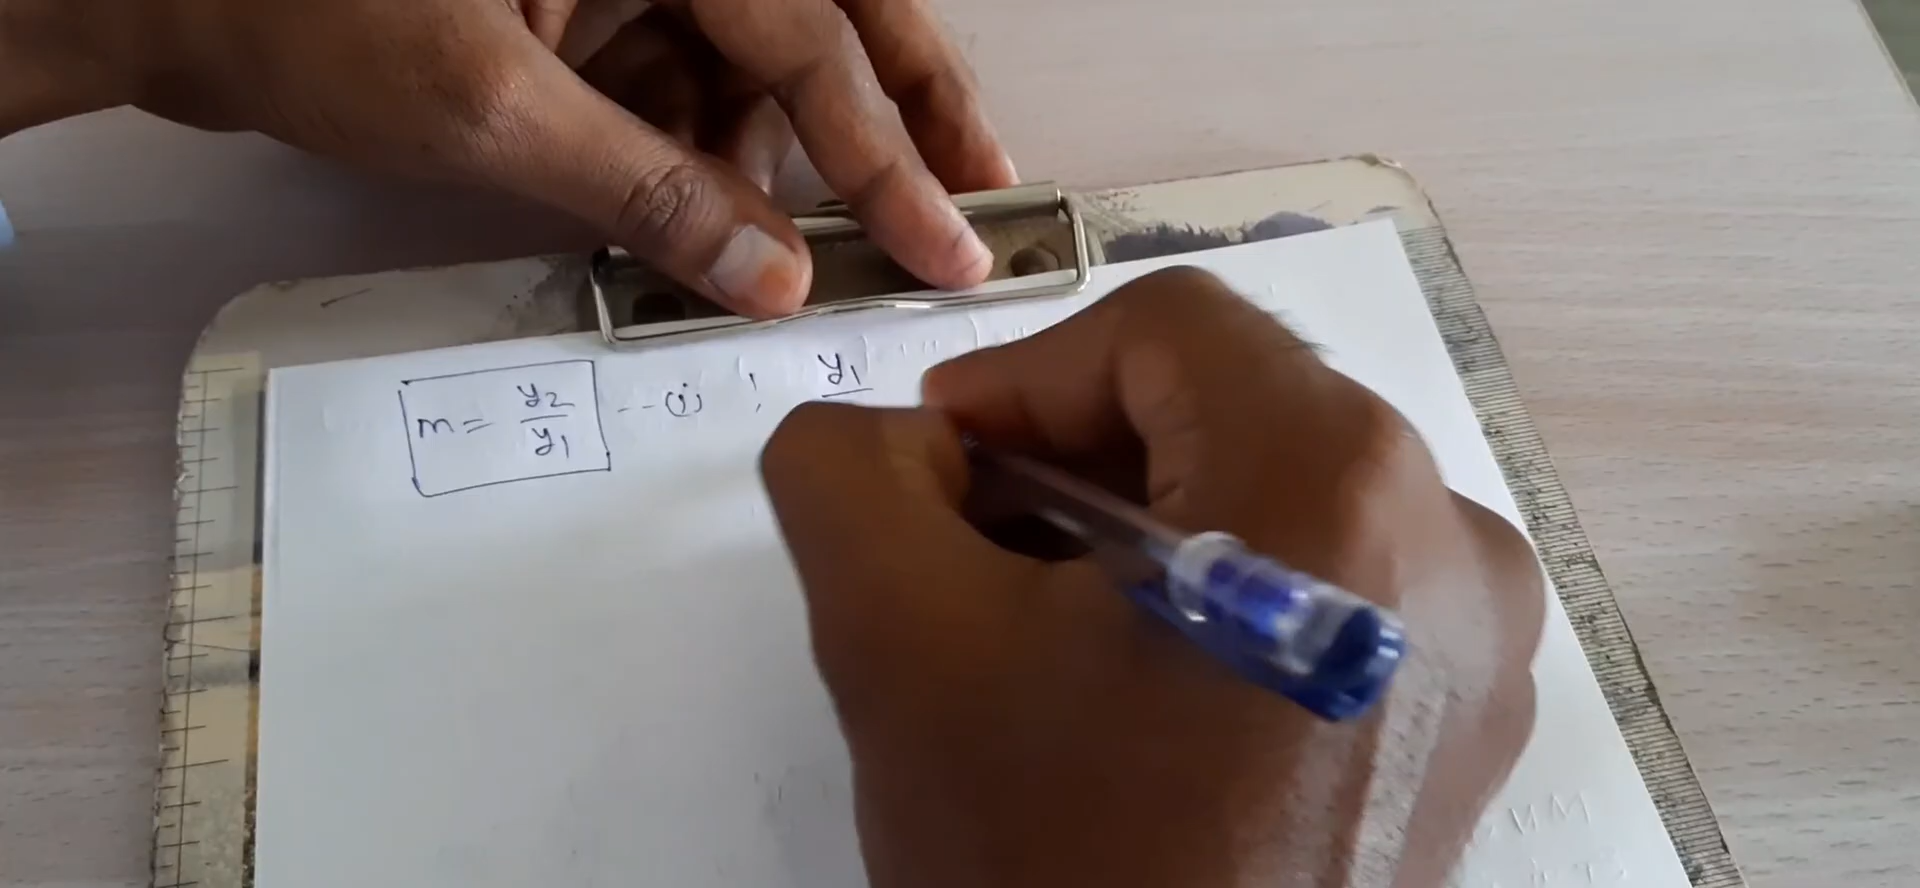 m = y₂/y₁ --(i) ; y₁